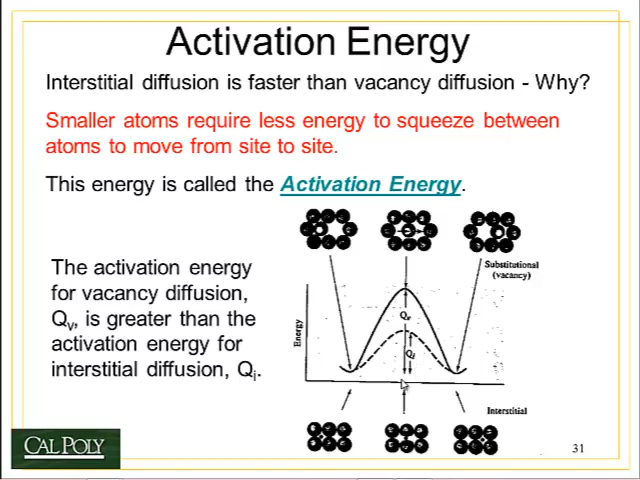 Activation Energy
Interstitial diffusion is faster than vacancy diffusion - Why?
Smaller atoms require less energy to squeeze between
atoms to move from site to site.
This energy is called the Activation Energy.
The activation energy
for vacancy diffusion,
Qv, is greater than the
activation energy for
interstitial diffusion, Qi.
Substitutional
(vacancy)
Energy
Qv
Qi
Interstitial
CAL POLY
31